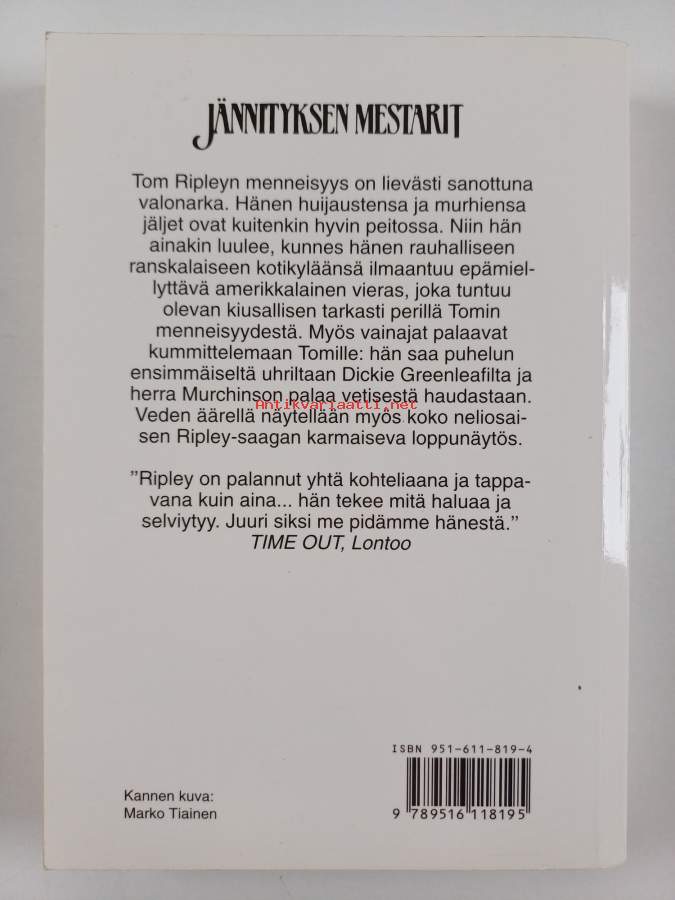 JÄNNITYKSEN MESTARIT
Tom Ripleyn menneisyys on lievästi sanottuna
valonarka. Hänen huijaustensa ja murhiensa
jäljet ovat kuitenkin hyvin peitossa. Niin hän
ainakin luulee, kunnes hänen rauhalliseen
ranskalaiseen kotikyläänsä ilmaantuu epämiel-
lyttävä amerikkalainen vieras, joka tuntuu
olevan kiusallisen tarkasti perillä Tomin
menneisyydestä. Myös vainajat palaavat
kummittelemaan Tomille: hän saa puhelun
ensimmäiseltä uhriltaan Dickie Greenleafilta ja
herra Murchinson palaa vetisestä haudastaan.
Antikvariaatti.net
Veden äärellä näytellään myös koko neliosai-
sen Ripley-saagan karmaiseva loppunäytös.
”Ripley on palannut yhtä kohteliaana ja tappa-
vana kuin aina... hän tekee mitä haluaa ja
selviytyy. Juuri siksi me pidämme hänestä.”
TIME OUT, Lontoo
ISBN 951-611-819-4
9 789516 118195
Kannen kuva:
Marko Tiainen